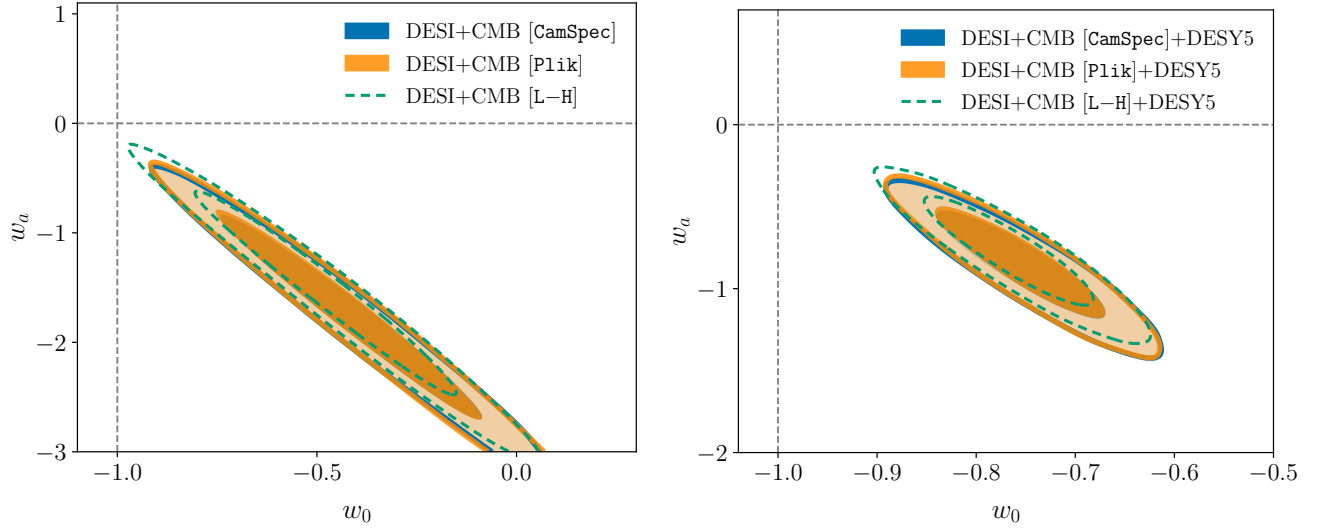 DESI+CMB [CamSpec]
DESI+CMB [Plik]
DESI+CMB [L−H]
1
0
−1
−2
−3
w_a
−1.0
−0.5
0.0
w_0
DESI+CMB [CamSpec]+DESY5
DESI+CMB [Plik]+DESY5
DESI+CMB [L−H]+DESY5
0
−1
−2
w_a
−1.0
−0.9
−0.8
−0.7
−0.6
−0.5
w_0